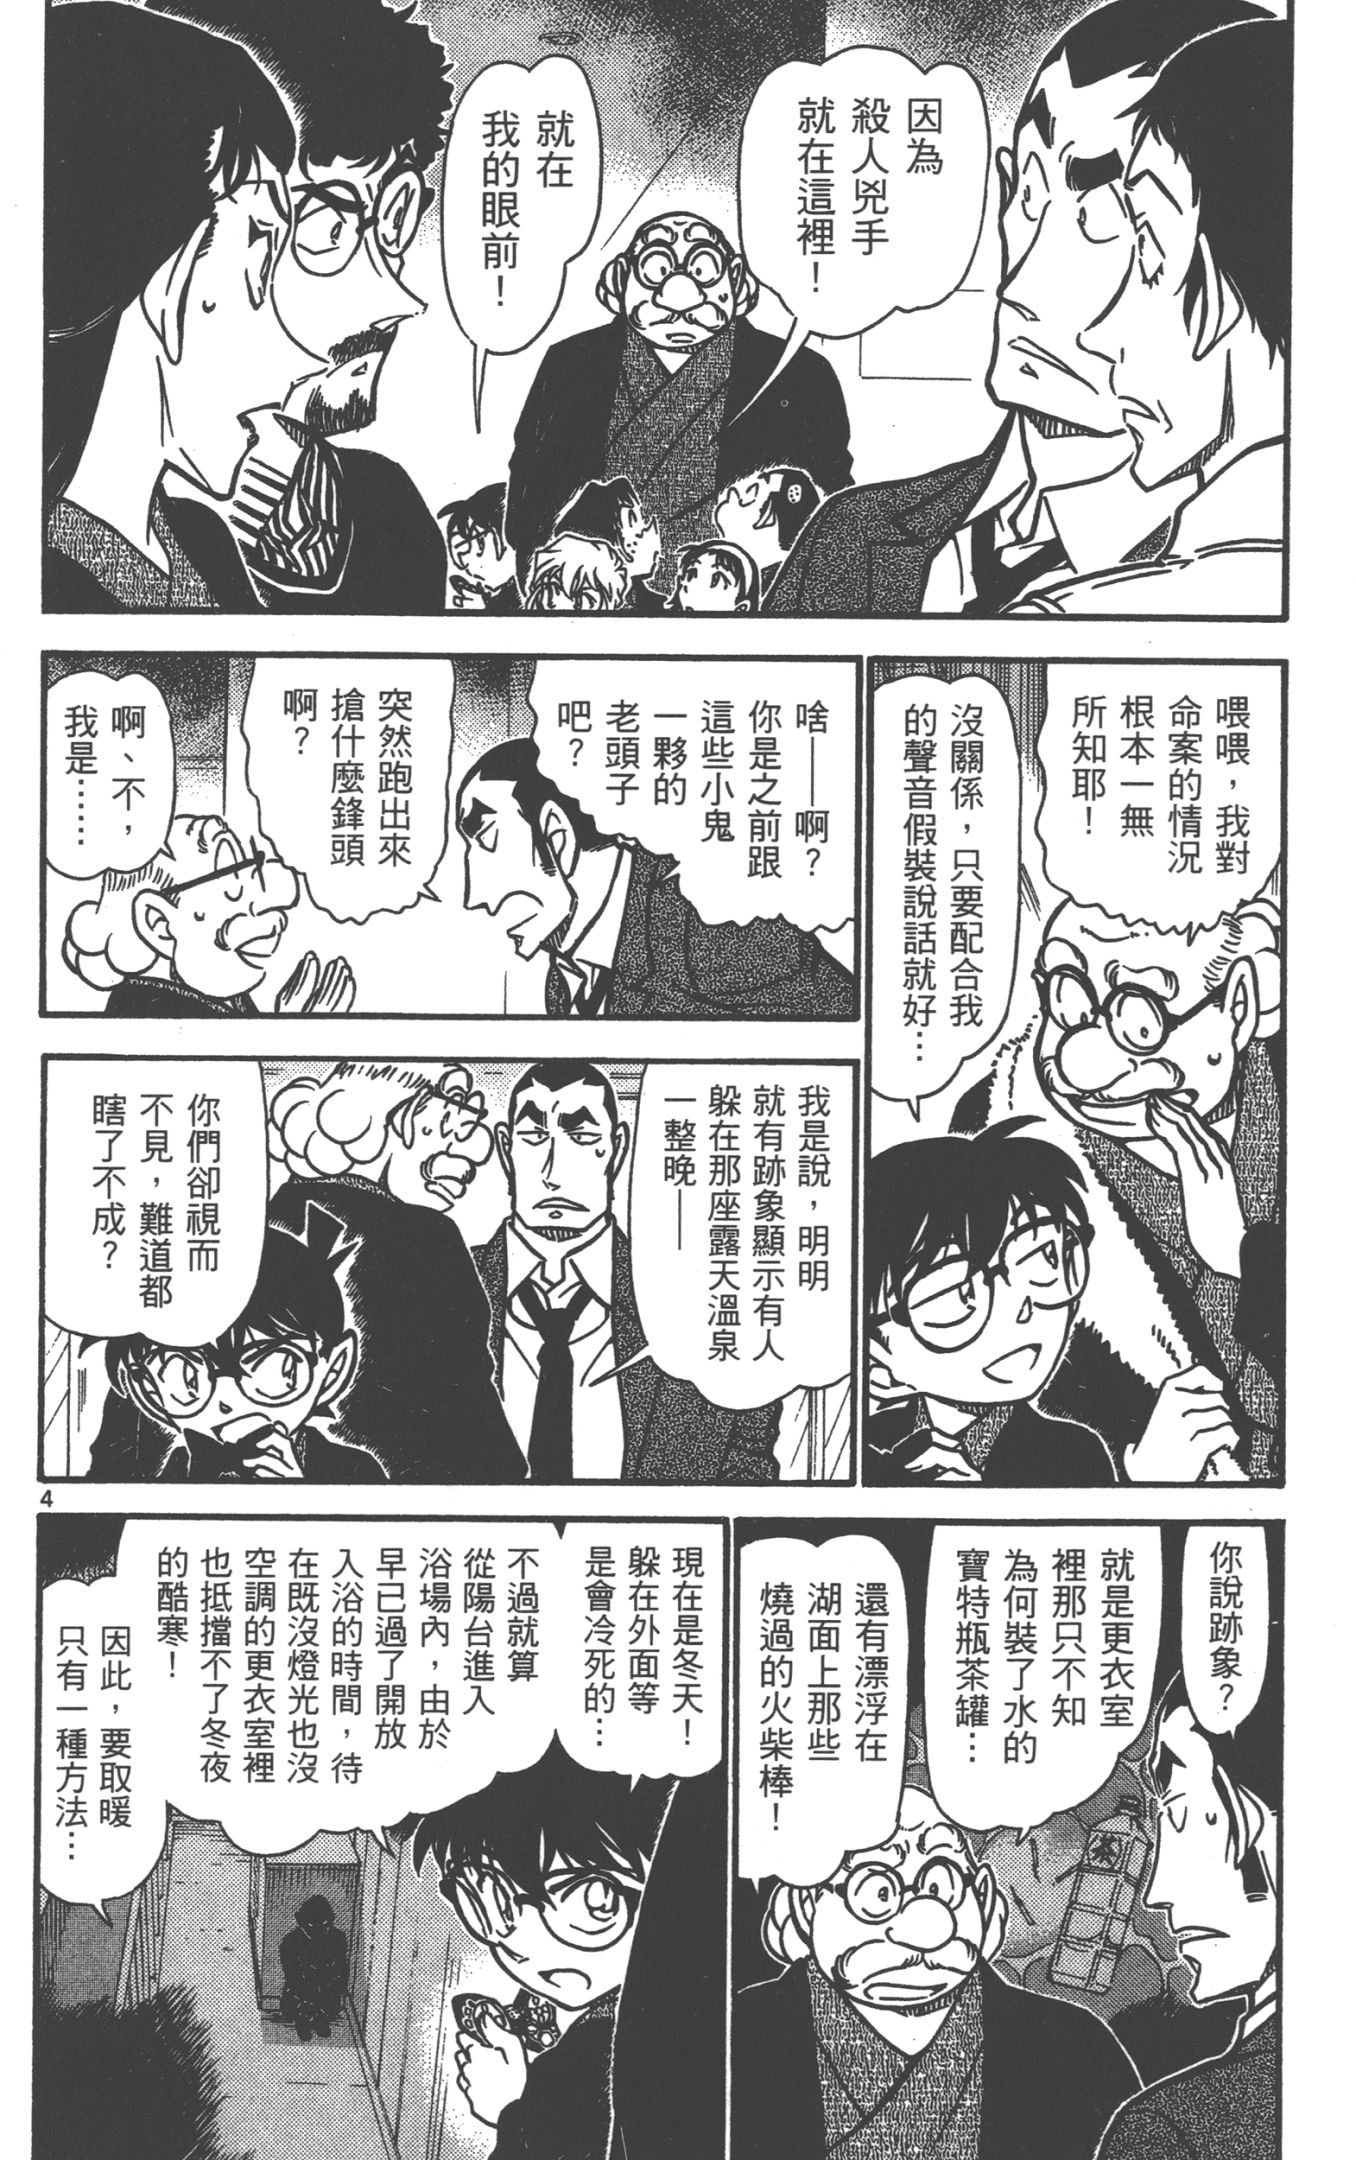 因為
殺人兇手
就在這裡！
就在
我的眼前！
喂喂，我對
命案的情況
根本一無
所知耶！
沒關係，只要配合我
的聲音假裝說話就好…
啥——啊？
你是之前跟
這些小鬼
一夥的
老頭子
吧？
突然跑出來
搶什麼鋒頭
啊？
啊、不，
我是……
我是說，明明
就有跡象顯示有人
躲在那座露天溫泉
一整晚——
你們卻視而
不見，難道都
瞎了不成？
4
你說跡象？
就是更衣室
裡那只不知
為何裝了水的
寶特瓶茶罐…
茶
還有漂浮在
湖面上那些
燒過的火柴棒！
現在是冬天！
躲在外面等
是會冷死的…
不過就算
從陽台進入
浴場內，由於
早已過了開放
入浴的時間，待
在既沒燈光也沒
空調的更衣室裡
也抵擋不了冬夜
的酷寒！
因此，要取暖
只有一種方法…